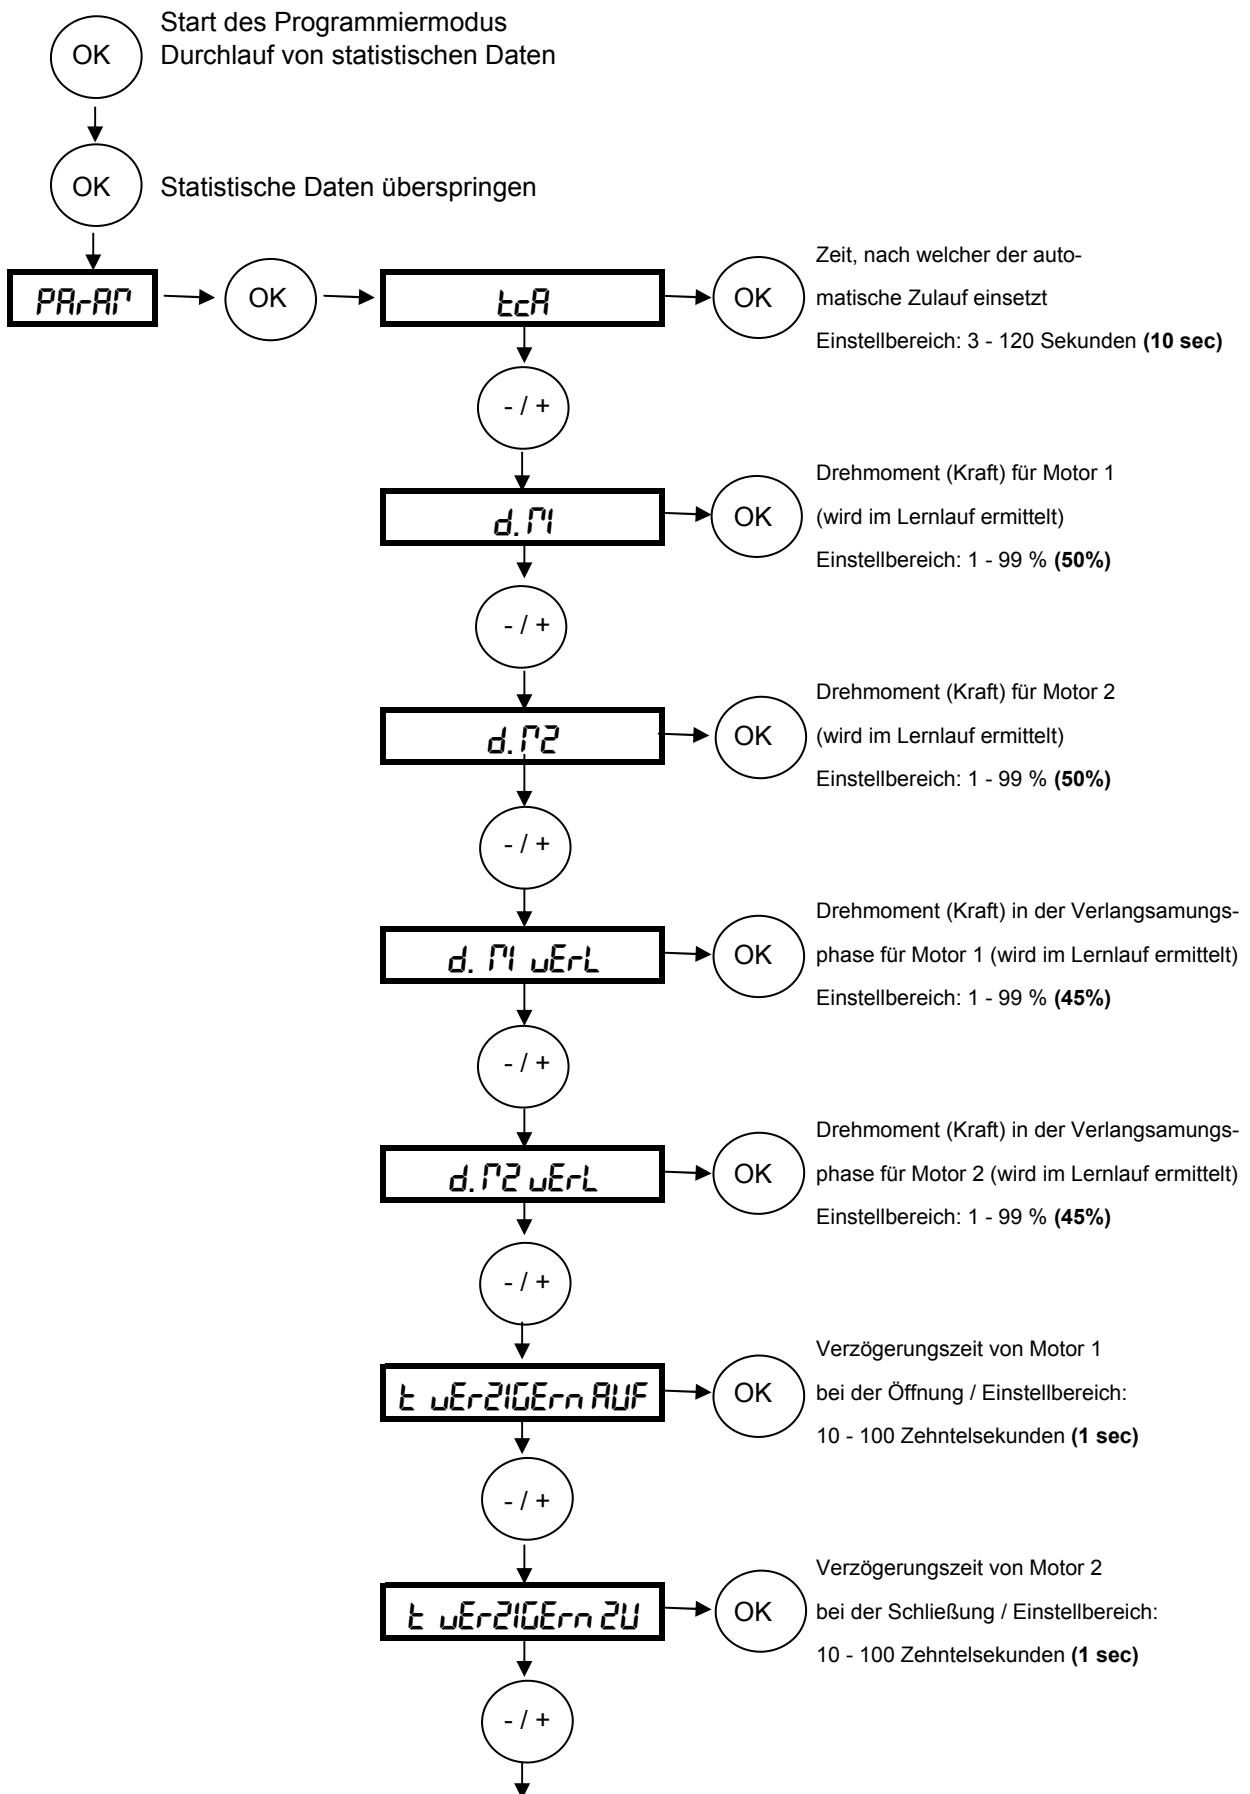 OK
Start des Programmiermodus
Durchlauf von statistischen Daten
OK
Statistische Daten überspringen
PArAM
OK
tcA
OK
Zeit, nach welcher der auto-
matische Zulauf einsetzt
Einstellbereich: 3 - 120 Sekunden (10 sec)
- / +
d. M1
OK
Drehmoment (Kraft) für Motor 1
(wird im Lernlauf ermittelt)
Einstellbereich: 1 - 99 % (50%)
- / +
d. M2
OK
Drehmoment (Kraft) für Motor 2
(wird im Lernlauf ermittelt)
Einstellbereich: 1 - 99 % (50%)
- / +
d. M1 vErL
OK
Drehmoment (Kraft) in der Verlangsamungs-
phase für Motor 1 (wird im Lernlauf ermittelt)
Einstellbereich: 1 - 99 % (45%)
- / +
d. M2 vErL
OK
Drehmoment (Kraft) in der Verlangsamungs-
phase für Motor 2 (wird im Lernlauf ermittelt)
Einstellbereich: 1 - 99 % (45%)
- / +
t vErZIGErn AUF
OK
Verzögerungszeit von Motor 1
bei der Öffnung / Einstellbereich:
10 - 100 Zehntelsekunden (1 sec)
- / +
t vErZIGErn ZU
OK
Verzögerungszeit von Motor 2
bei der Schließung / Einstellbereich:
10 - 100 Zehntelsekunden (1 sec)
- / +